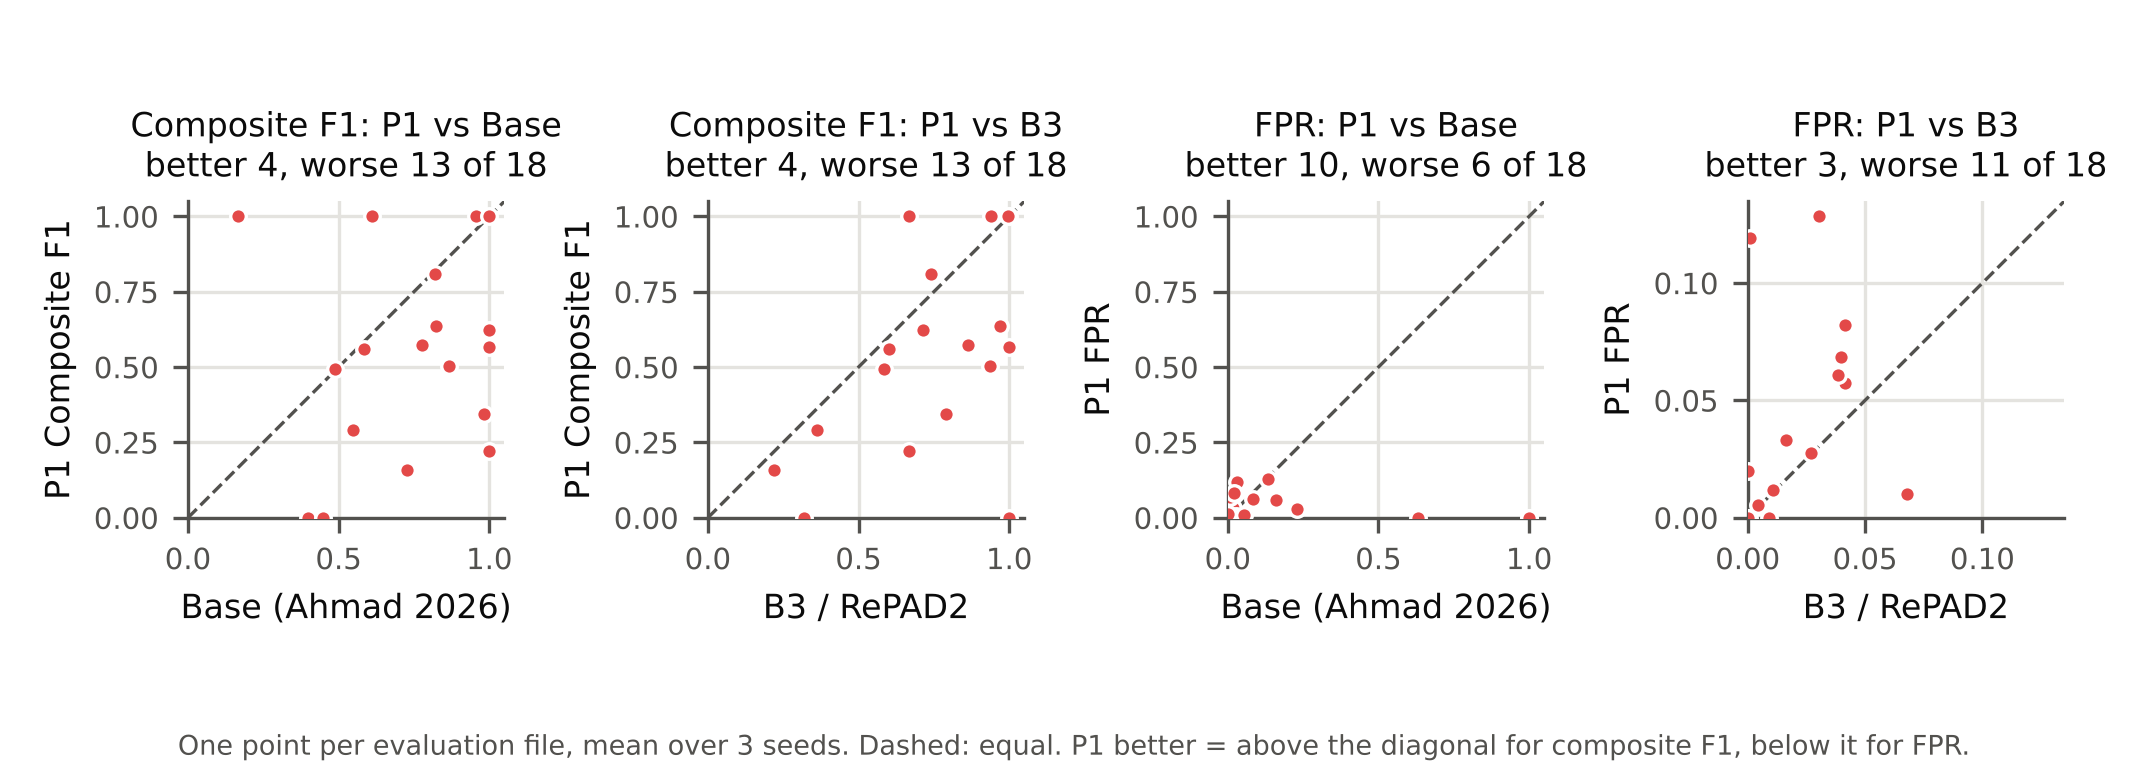 Composite F1: P1 vs Base
better 4, worse 13 of 18
P1 Composite F1
1.00
0.75
0.50
0.25
0.00
0.0 0.5 1.0
Base (Ahmad 2026)
Composite F1: P1 vs B3
better 4, worse 13 of 18
P1 Composite F1
1.00
0.75
0.50
0.25
0.00
0.0 0.5 1.0
B3 / RePAD2
FPR: P1 vs Base
better 10, worse 6 of 18
P1 FPR
1.00
0.75
0.50
0.25
0.00
0.0 0.5 1.0
Base (Ahmad 2026)
FPR: P1 vs B3
better 3, worse 11 of 18
P1 FPR
0.10
0.05
0.00
0.00 0.05 0.10
B3 / RePAD2
One point per evaluation file, mean over 3 seeds. Dashed: equal. P1 better = above the diagonal for composite F1, below it for FPR.